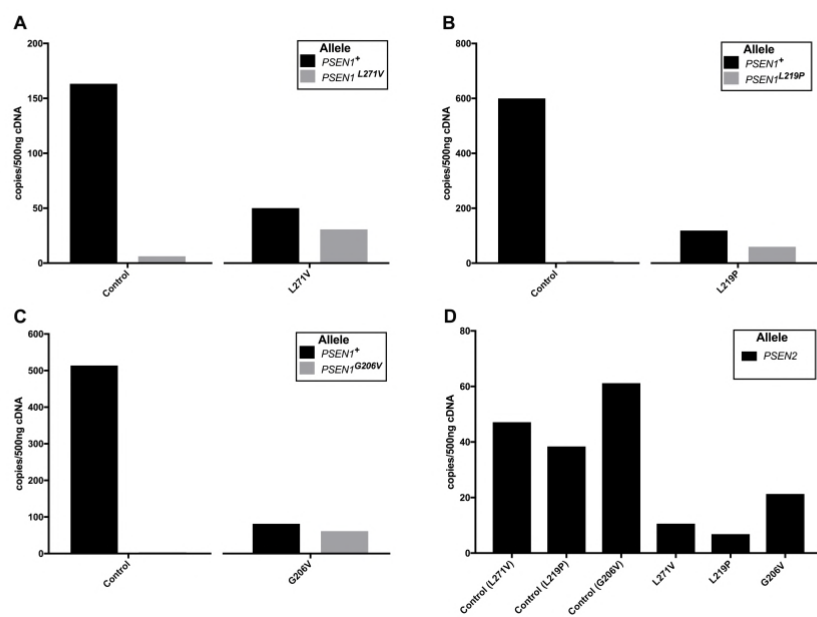 A
200
150
100
50
0
copies/500ng cDNA
Allele
PSEN1+
PSEN1 L271V
Control
L271V
B
800
600
400
200
0
copies/500ng cDNA
Allele
PSEN1+
PSEN1L219P
Control
L219P
C
600
500
400
300
200
100
0
copies/500ng cDNA
Allele
PSEN1+
PSEN1G206V
Control
G206V
D
80
60
40
20
0
copies/500ng cDNA
Allele
PSEN2
Control (L271V)
Control (L219P)
Control (G206V)
L271V
L219P
G206V